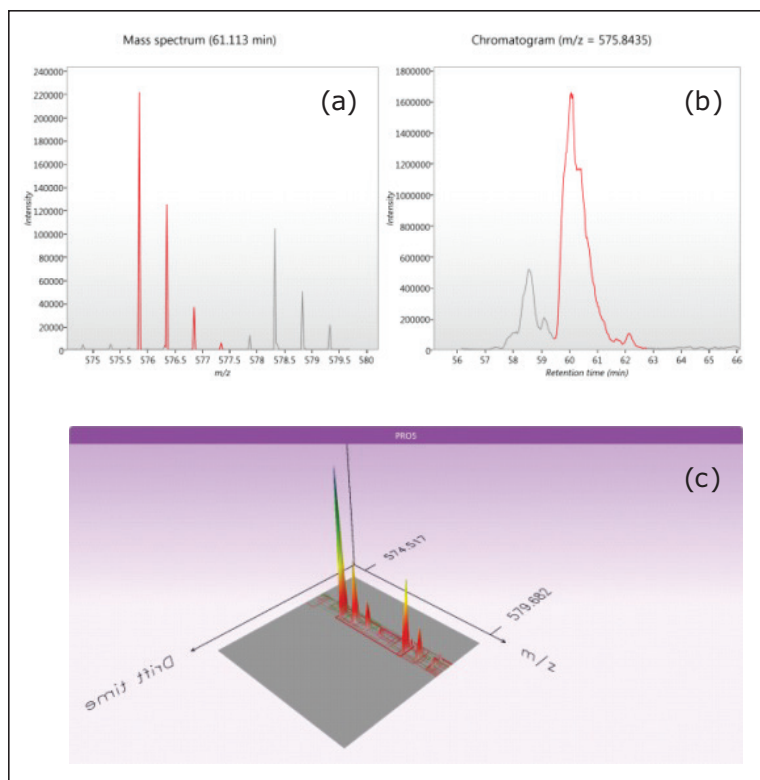 Mass spectrum (61.113 min)
240000
220000
200000
180000
160000
140000
120000
100000
80000
60000
40000
20000
0
Intensity
(a)
575 575.5 576 576.5 577 577.5 578 578.5 579 579.5 580
m/z
Chromatogram (m/z = 575.8435)
1800000
1600000
1400000
1200000
1000000
800000
600000
400000
200000
0
Intensity
(b)
56 57 58 59 60 61 62 63 64 65 66
Retention time (min)
PROS
(c)
574.517
579.682
m/z
Drift time